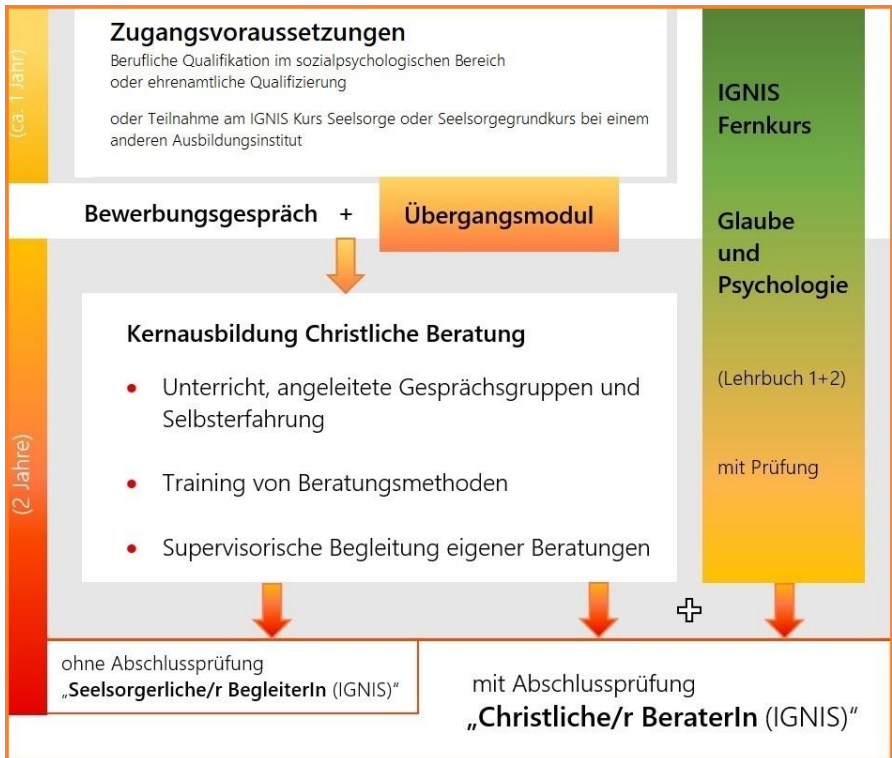 (ca. 1 Jahr)
Zugangsvoraussetzungen
Berufliche Qualifikation im sozialpsychologischen Bereich
oder ehrenamtliche Qualifizierung
oder Teilnahme am IGNIS Kurs Seelsorge oder Seelsorgegrundkurs bei einem
anderen Ausbildungsinstitut
Bewerbungsgespräch +
Übergangsmodul
IGNIS
Fernkurs
Glaube
und
Psychologie
(Lehrbuch 1+2)
mit Prüfung
(2 Jahre)
Kernausbildung Christliche Beratung
• Unterricht, angeleitete Gesprächsgruppen und
Selbsterfahrung
• Training von Beratungsmethoden
• Supervisorische Begleitung eigener Beratungen
ohne Abschlussprüfung
„Seelsorgerliche/r BegleiterIn (IGNIS)“
mit Abschlussprüfung
„Christliche/r BeraterIn (IGNIS)“